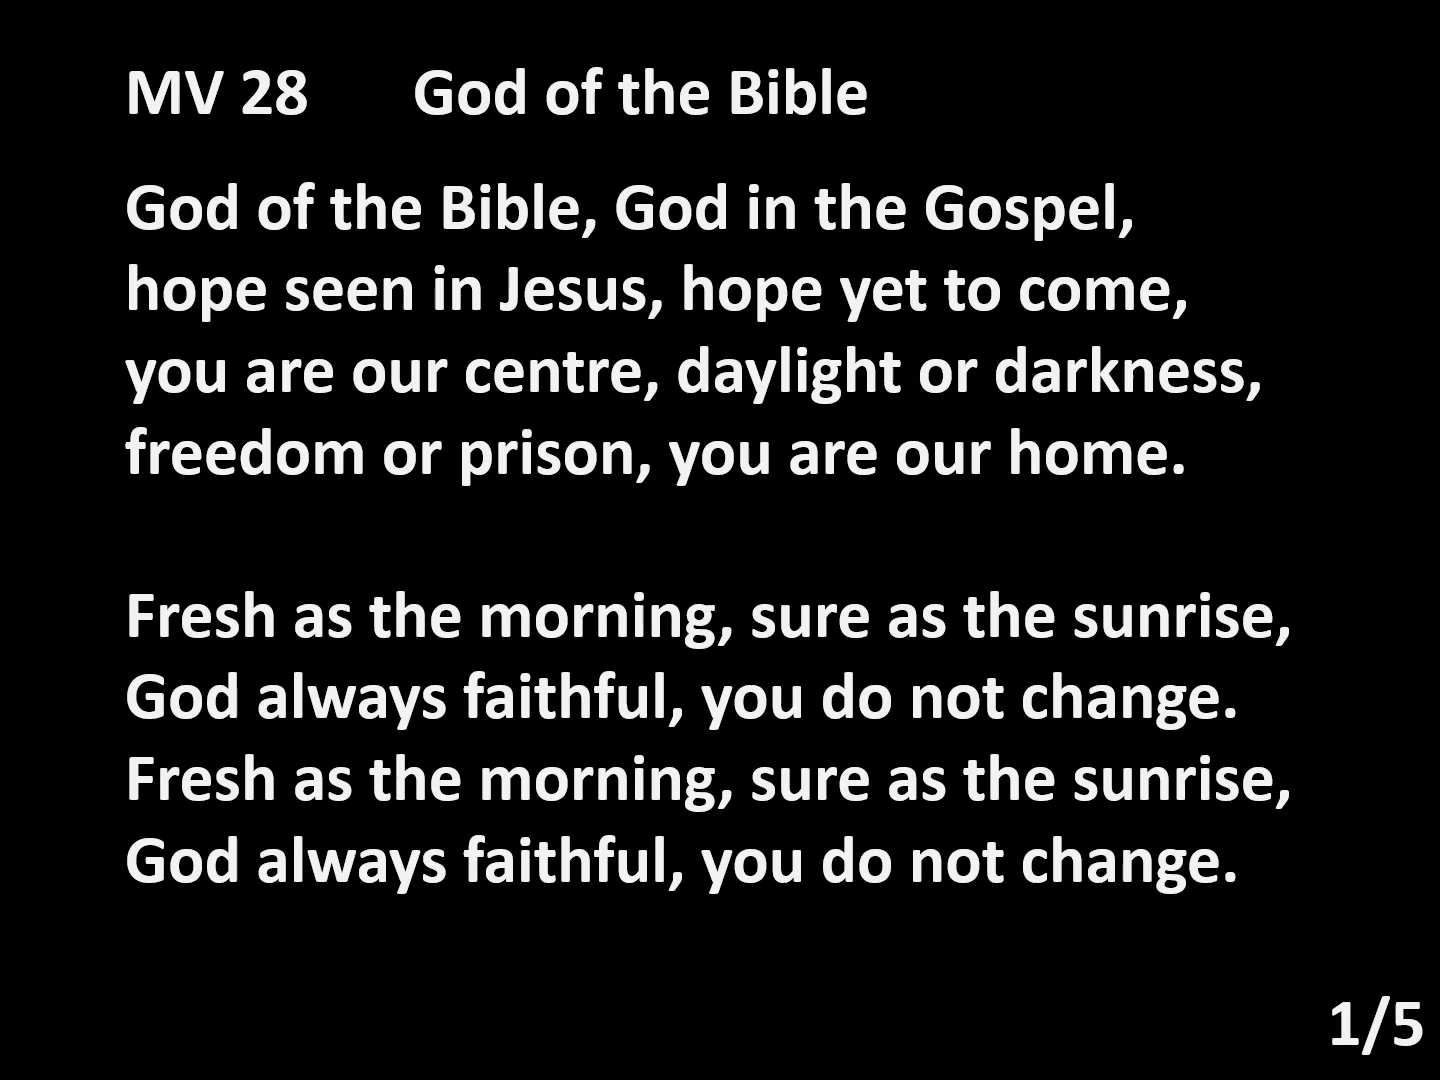 MV 28 God of the Bible
God of the Bible, God in the Gospel,
hope seen in Jesus, hope yet to come,
you are our centre, daylight or darkness,
freedom or prison, you are our home.
Fresh as the morning, sure as the sunrise,
God always faithful, you do not change.
Fresh as the morning, sure as the sunrise,
God always faithful, you do not change.
1/5